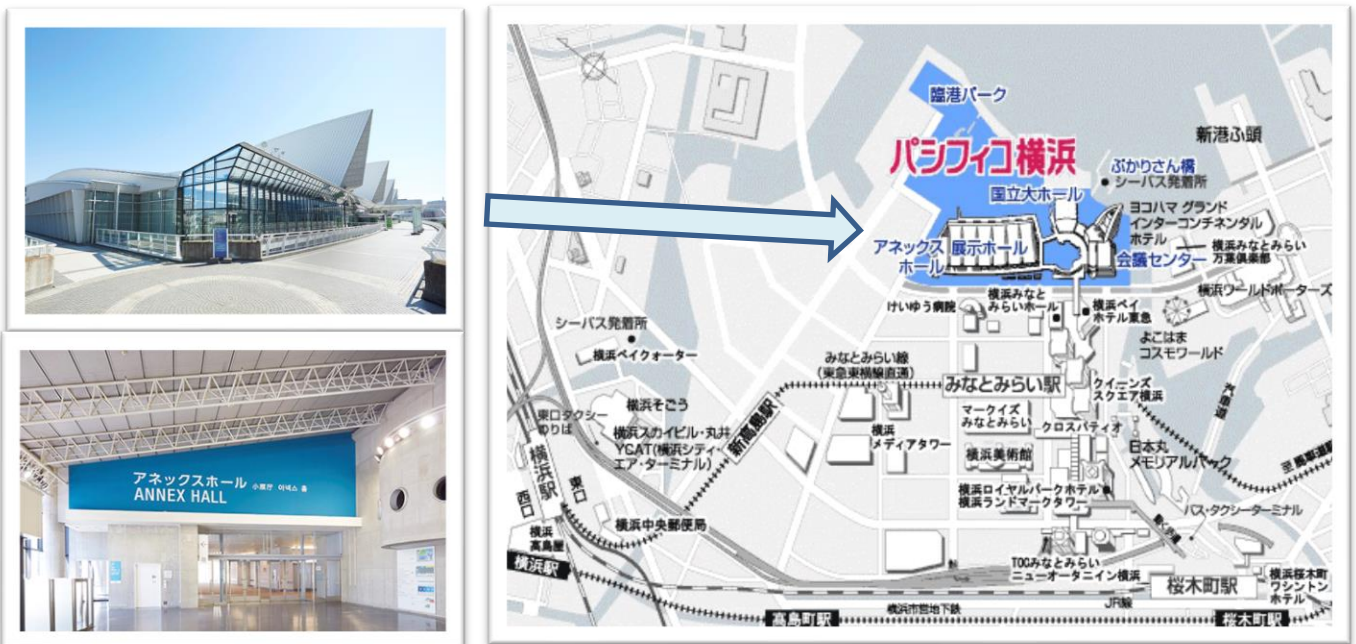 アネックスホール 小展厅 아넥스 홀
ANNEX HALL
臨港パーク
パシフィコ横浜
新港ふ頭
ぷかりさん橋
シーバス発着所
国立大ホール
ヨコハマ グランド
インターコンチネンタル
ホテル
アネックス
ホール
展示ホール
会議センター
横浜みなとみらい
万葉倶楽部
けいゆう病院
横浜みなと
みらいホール
横浜ベイ
ホテル東急
横浜ワールドポーターズ
よこはま
コスモワールド
シーバス発着所
横浜ベイクォーター
みなとみらい線
(東急東横線直通)
みなとみらい駅
クイーンズ
スクエア横浜
汽車道
東口タクシー
のりば
横浜そごう
横浜スカイビル・丸井
YCAT(横浜シティ・
エア・ターミナル)
新高島駅
横浜
メディアタワー
マークイズ
みなとみらい
クロスパティオ
横浜美術館
日本丸
メモリアルパーク
至馬車道駅
横浜駅
西口
東口
横浜ロイヤルパークホテル
横浜ランドマークタワー
動く歩道
バス・タクシーターミナル
横浜中央郵便局
横浜
高島屋
横浜駅
TOCみなとみらい
ニューオータニイン横浜
桜木町駅
横浜桜木町
ワシントン
ホテル
高島町駅
横浜市営地下鉄
JR線
桜木町駅